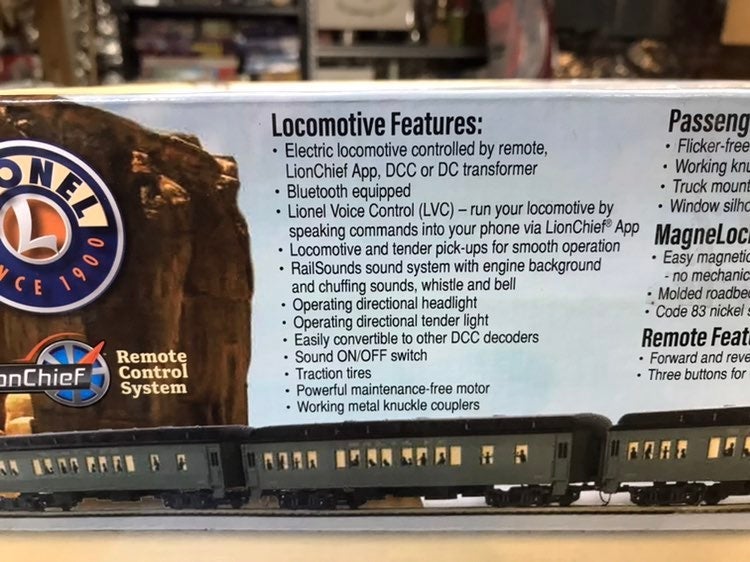 Locomotive Features:
• Electric locomotive controlled by remote,
LionChief App, DCC or DC transformer
• Bluetooth equipped
• Lionel Voice Control (LVC) – run your locomotive by
speaking commands into your phone via LionChief® App
• Locomotive and tender pick-ups for smooth operation
• RailSounds sound system with engine background
and chuffing sounds, whistle and bell
• Operating directional headlight
• Operating directional tender light
• Easily convertible to other DCC decoders
• Sound ON/OFF switch
• Traction tires
• Powerful maintenance-free motor
• Working metal knuckle couplers
Passeng
• Flicker-free
• Working knu
• Truck mount
• Window silho
MagneLoc
• Easy magnetic
- no mechanic
• Molded roadbe
• Code 83 nickel s
Remote Feat
• Forward and reve
• Three buttons for
ONEL
L
NCE 1900
onChief
Remote
Control
System